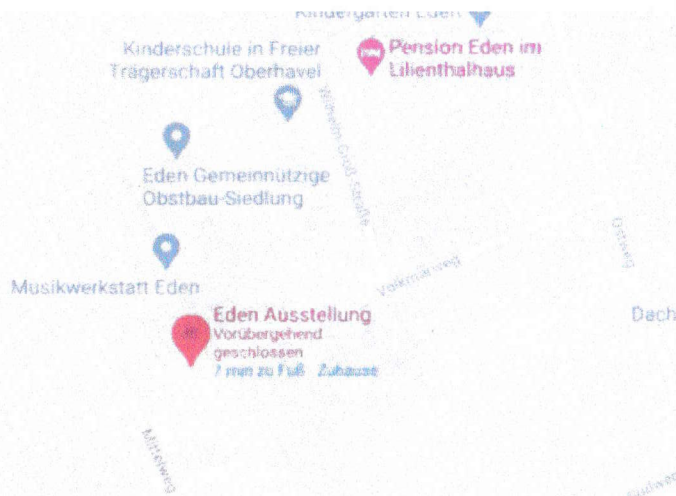 Kindergarten Eden
Kinderschule in Freier
Trägerschaft Oberhavel
Pension Eden im
Lilienthalhaus
Wilhelm-Groß-Straße
Eden Gemeinnützige
Obstbau-Siedlung
Ostweg
Volkmarweg
Musikwerkstatt Eden
Eden Ausstellung
Vorübergehend
geschlossen
7 min zu Fuß · Zuhause
Dach
Mittelweg